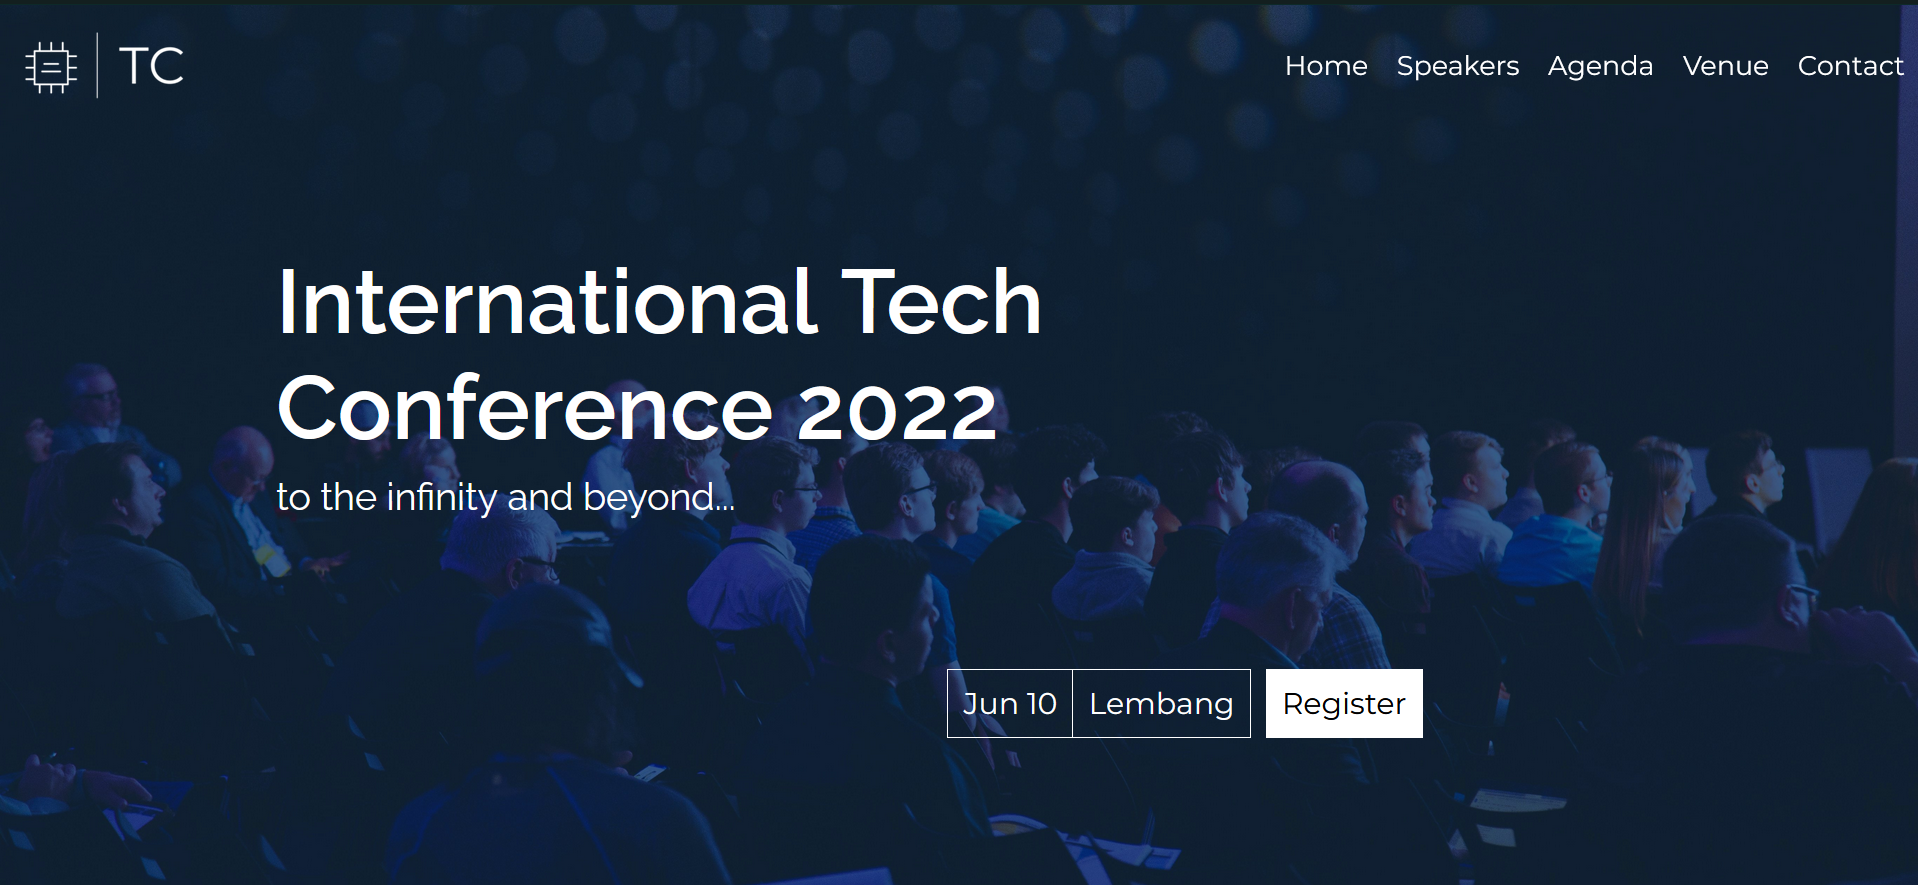 TC
Home Speakers Agenda Venue Contact
International Tech
Conference 2022
to the infinity and beyond...
Jun 10 Lembang Register